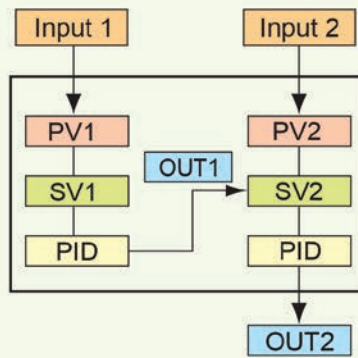 Input 1
Input 2
PV1
PV2
OUT1
SV1
SV2
PID
PID
OUT2